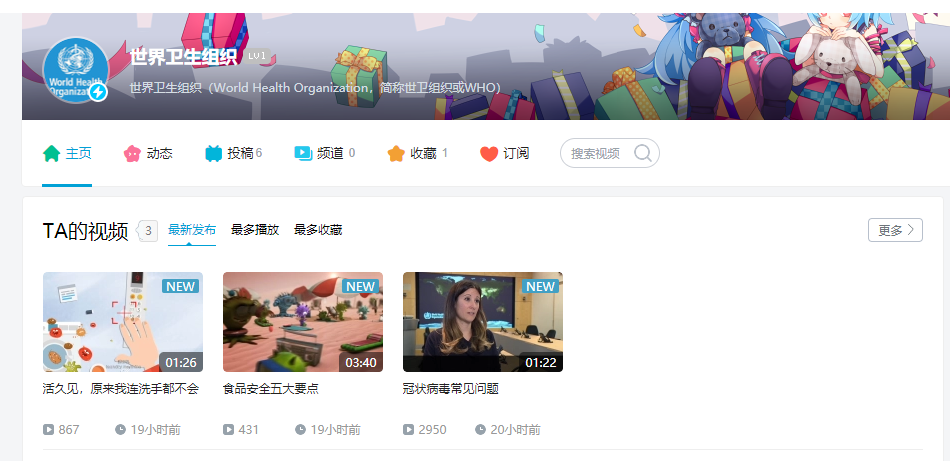 世界卫生组织 LV1
World Health
Organization
世界卫生组织（World Health Organization，简称世卫组织或WHO）
主页 动态 投稿 6 频道 0 收藏 1 订阅 搜索视频
TA的视频 3 最新发布 最多播放 最多收藏 更多
NEW NEW NEW
01:26 03:40 01:22
活久见，原来我连洗手都不会 食品安全五大要点 冠状病毒常见问题
867 19小时前 431 19小时前 2950 20小时前